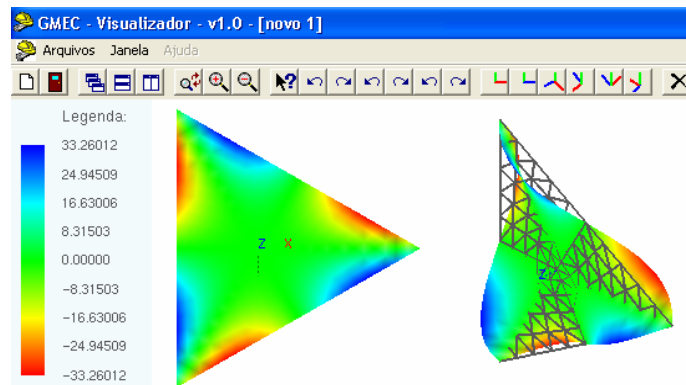 GMEC - Visualizador - v1.0 - [novo 1]
Arquivos Janela Ajuda
Legenda:
33.26012
24.94509
16.63006
8.31503
0.00000
-8.31503
-16.63006
-24.94509
-33.26012
Z X
Z